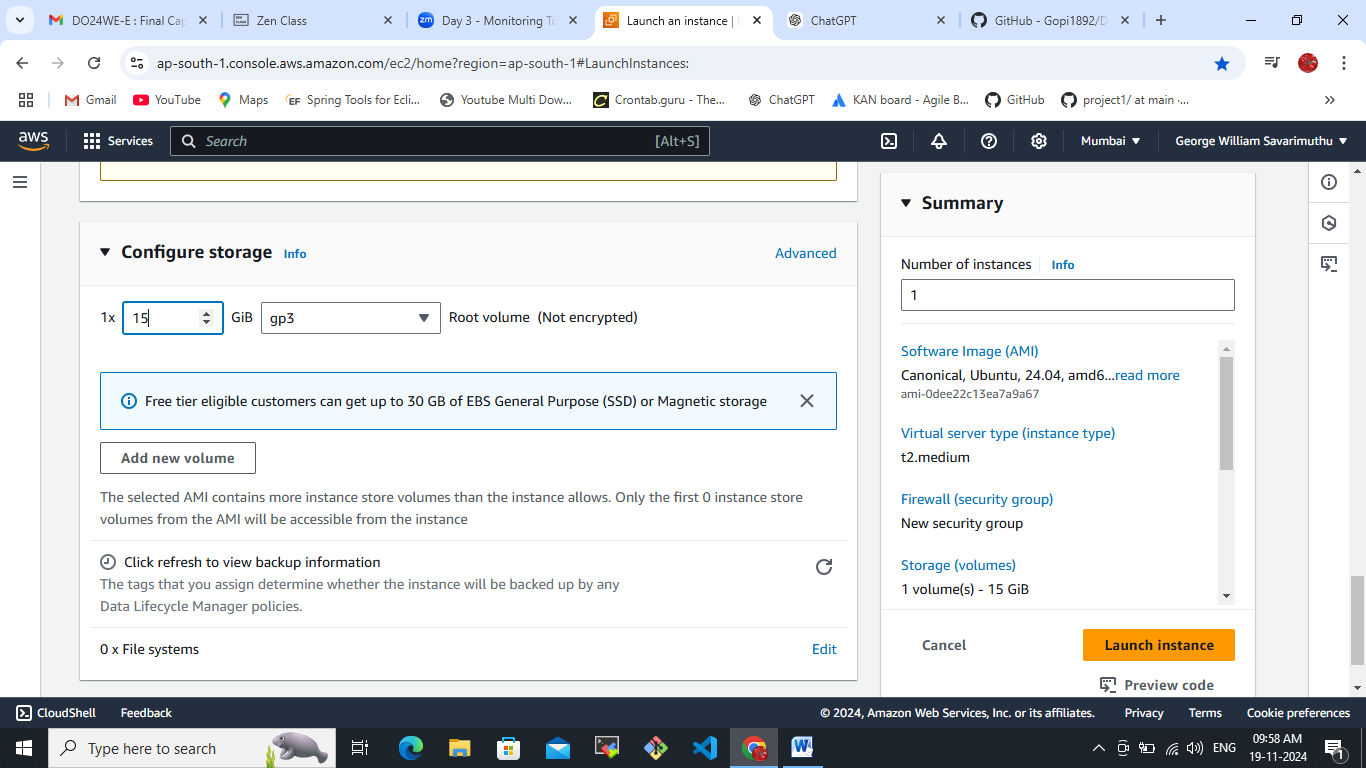 DO24WE-E : Final Cap
Zen Class
Day 3 - Monitoring To
Launch an instance | E
ChatGPT
GitHub - Gopi1892/D
ap-south-1.console.aws.amazon.com/ec2/home?region=ap-south-1#LaunchInstances:
Gmail
YouTube
Maps
Spring Tools for Ecli...
Youtube Multi Dow...
Crontab.guru - The...
ChatGPT
KAN board - Agile B...
GitHub
project1/ at main ·...
aws
Services
Search
[Alt+S]
Mumbai
George William Savarimuthu
Configure storage
Info
Advanced
1x
15
GiB
gp3
Root volume (Not encrypted)
Free tier eligible customers can get up to 30 GB of EBS General Purpose (SSD) or Magnetic storage
Add new volume
The selected AMI contains more instance store volumes than the instance allows. Only the first 0 instance store
volumes from the AMI will be accessible from the instance
Click refresh to view backup information
The tags that you assign determine whether the instance will be backed up by any
Data Lifecycle Manager policies.
0 x File systems
Edit
Summary
Number of instances
Info
1
Software Image (AMI)
Canonical, Ubuntu, 24.04, amd6...read more
ami-0dee22c13ea7a9a67
Virtual server type (instance type)
t2.medium
Firewall (security group)
New security group
Storage (volumes)
1 volume(s) - 15 GiB
Cancel
Launch instance
Preview code
CloudShell
Feedback
© 2024, Amazon Web Services, Inc. or its affiliates.
Privacy
Terms
Cookie preferences
Type here to search
ENG
09:58 AM
19-11-2024
1